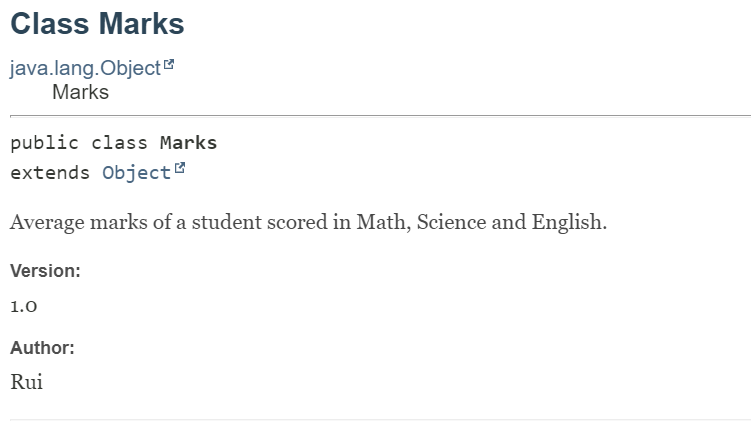 Class Marks
java.lang.Object
Marks
public class Marks
extends Object
Average marks of a student scored in Math, Science and English.
Version:
1.0
Author:
Rui